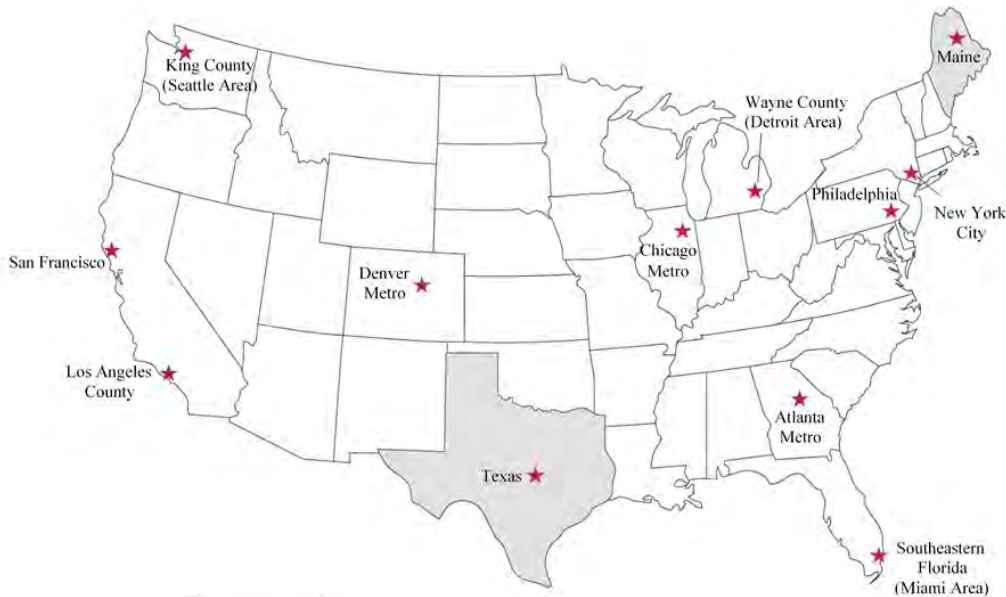 King County
(Seattle Area)
Maine
Wayne County
(Detroit Area)
Philadelphia
New York
City
San Francisco
Denver
Metro
Chicago
Metro
Los Angeles
County
Atlanta
Metro
Texas
Southeastern
Florida
(Miami Area)